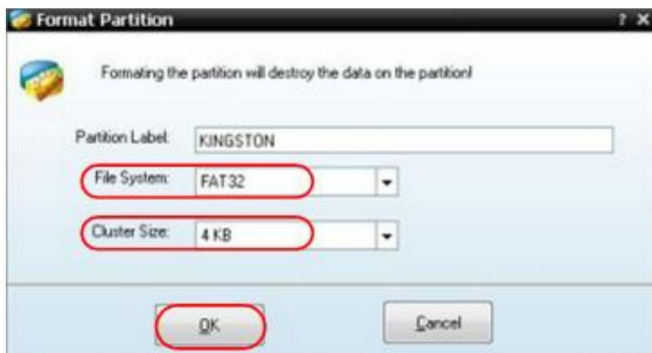 Format Partition ? X
Formating the partition will destroy the data on the partition!
Partition Label: KINGSTON
File System: FAT32
Cluster Size: 4 KB
OK Cancel